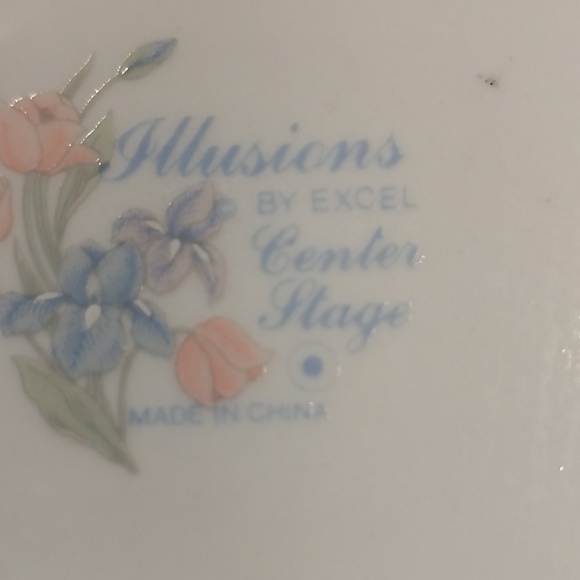 Illusions
© BY EXCEL
Center
Stage
MADE IN CHINA